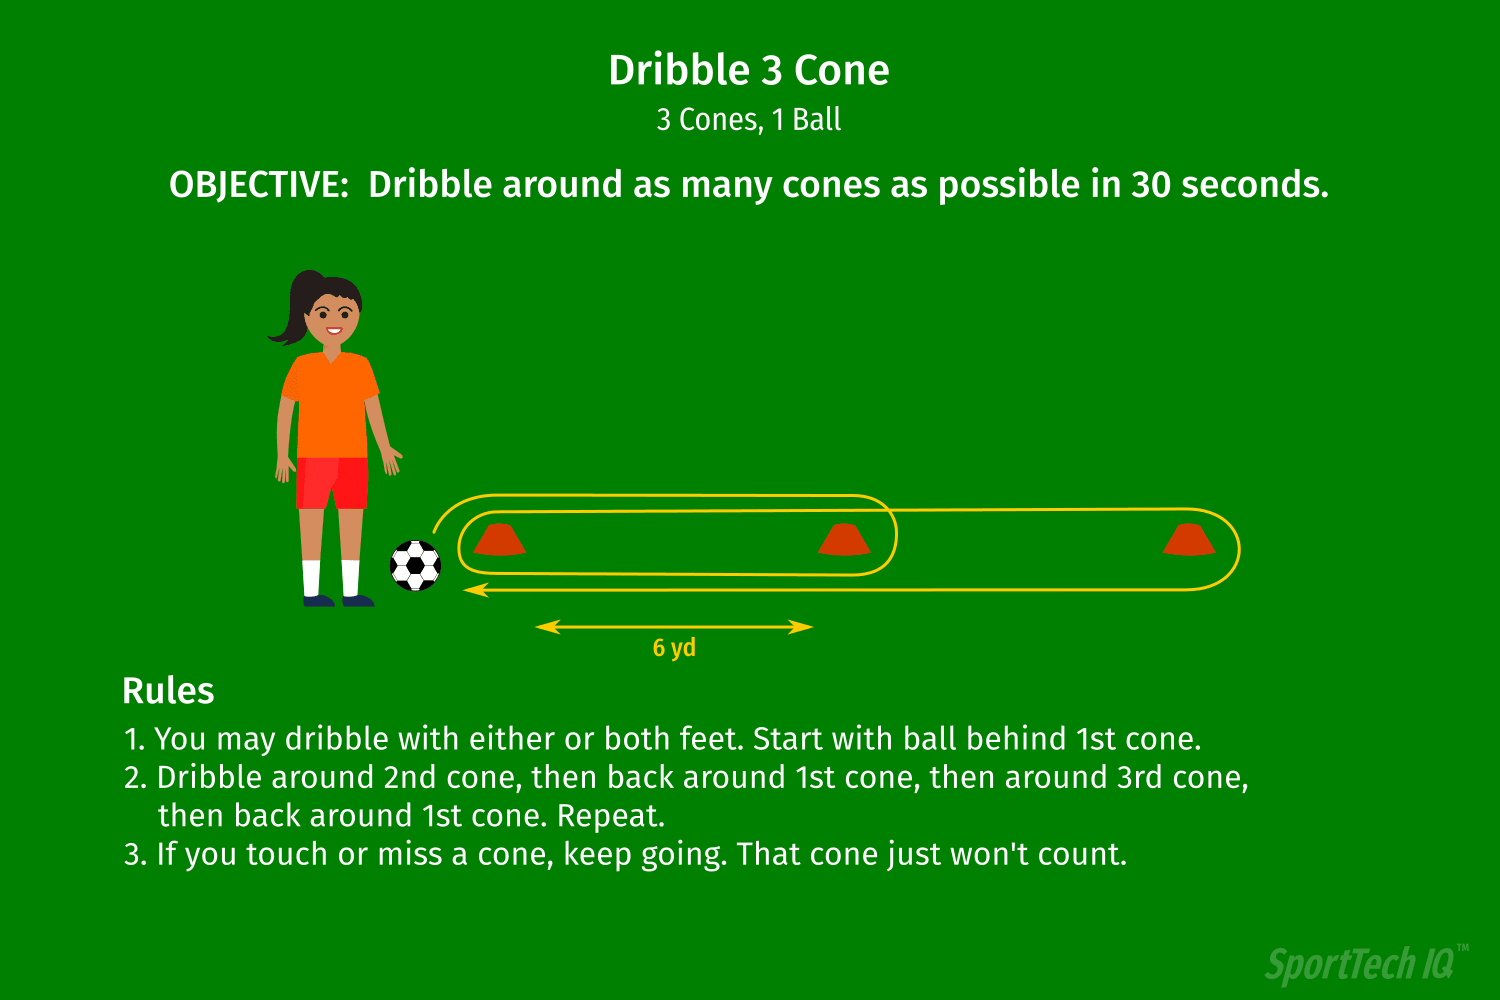 Dribble 3 Cone
3 Cones, 1 Ball
OBJECTIVE:  Dribble around as many cones as possible in 30 seconds.
6 yd
Rules
1. You may dribble with either or both feet. Start with ball behind 1st cone.
2. Dribble around 2nd cone, then back around 1st cone, then around 3rd cone,
then back around 1st cone. Repeat.
3. If you touch or miss a cone, keep going. That cone just won't count.
SportTech IQ™